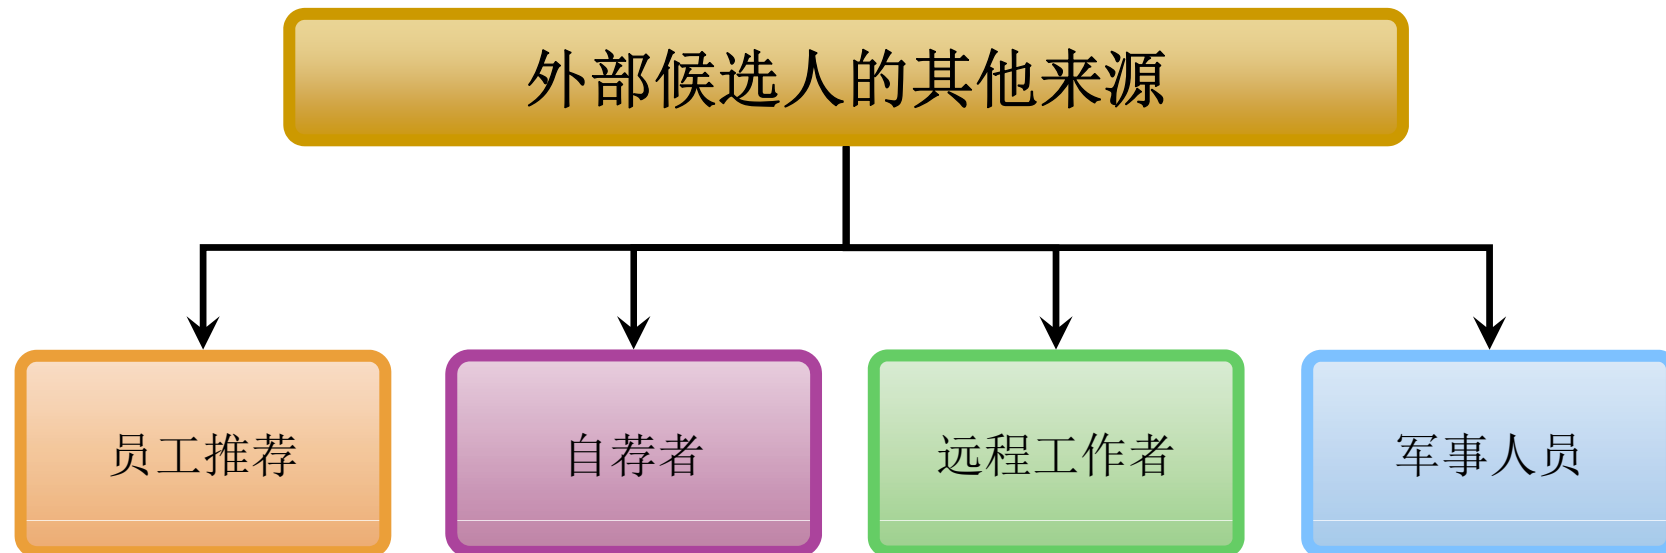 外部候选人的其他来源
员工推荐
自荐者
远程工作者
军事人员